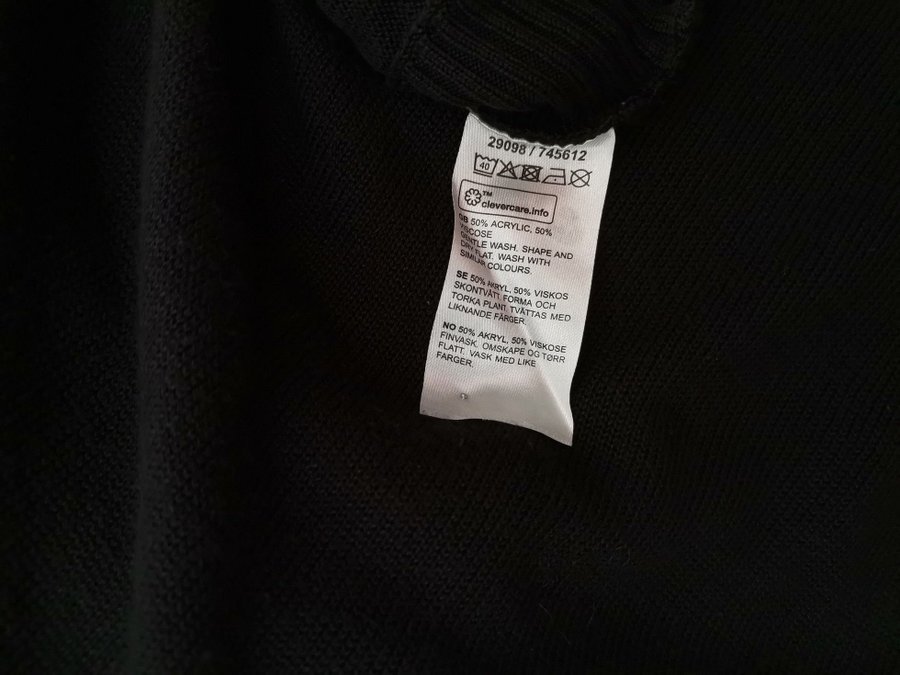 29098 / 745612
40
TM
clevercare.info
GB 50% ACRYLIC, 50%
VISCOSE
GENTLE WASH. SHAPE AND
DRY FLAT. WASH WITH
SIMILAR COLOURS.
SE 50% AKRYL, 50% VISKOS
SKONTVÄTT. FORMA OCH
TORKA PLANT. TVÄTTAS MED
LIKNANDE FÄRGER.
NO 50% AKRYL, 50% VISKOSE
FINVASK. OMSKAPE OG TØRR
FLATT. VASK MED LIKE
FARGER.